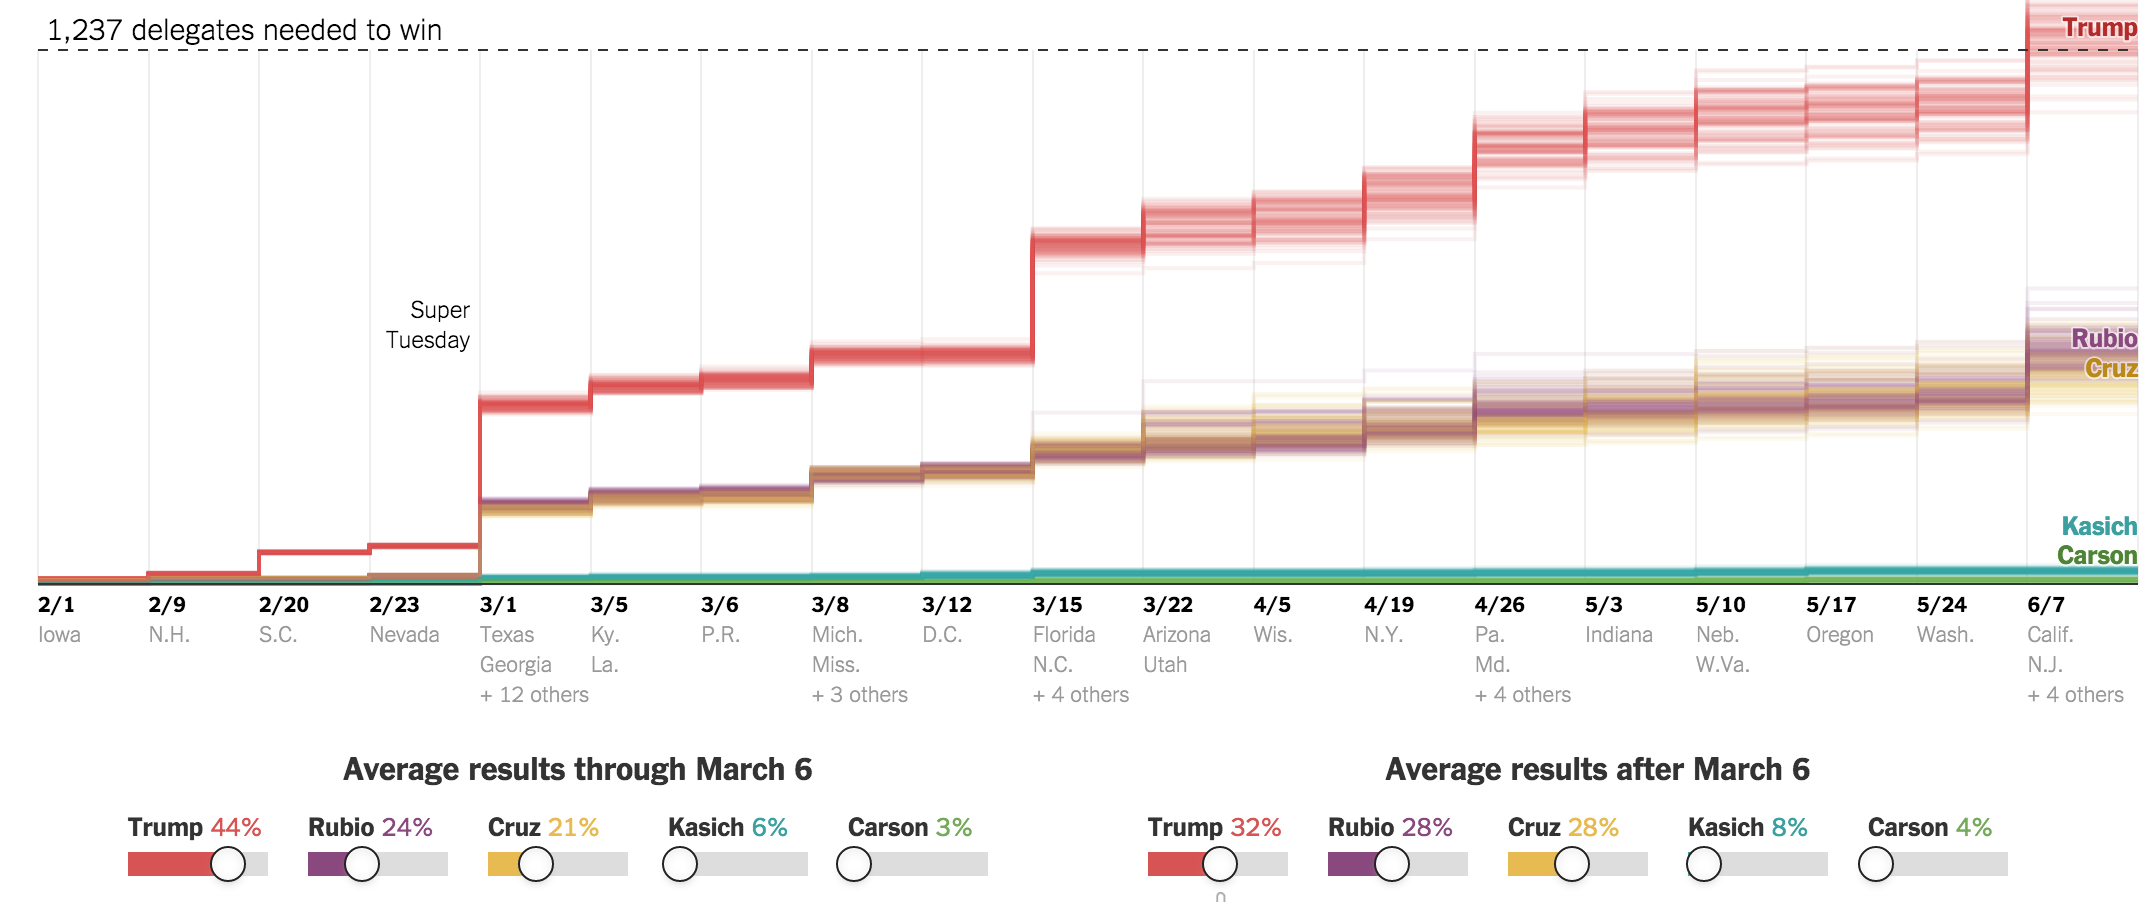 1,237 delegates needed to win
Trump
Super
Tuesday
Rubio
Cruz
Kasich
Carson
2/1 2/9 2/20 2/23 3/1 3/5 3/6 3/8 3/12 3/15 3/22 4/5 4/19 4/26 5/3 5/10 5/17 5/24 6/7
Iowa N.H. S.C. Nevada Texas Ky. P.R. Mich. D.C. Florida Arizona Wis. N.Y. Pa. Indiana Neb. Oregon Wash. Calif.
Georgia La. Miss. N.C. Utah Md. W.Va. N.J.
+ 12 others + 3 others + 4 others + 4 others + 4 others
Average results through March 6
Trump 44% Rubio 24% Cruz 21% Kasich 6% Carson 3%
Average results after March 6
Trump 32% Rubio 28% Cruz 28% Kasich 8% Carson 4%